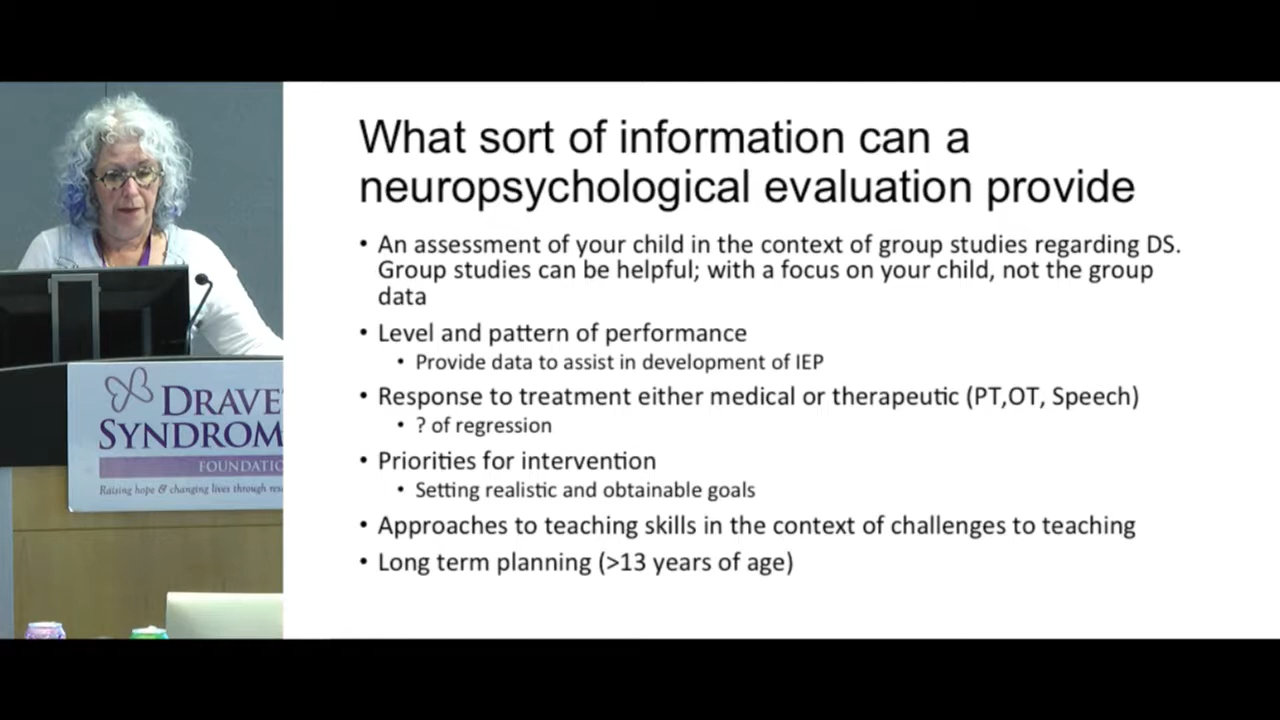 What sort of information can a
neuropsychological evaluation provide
• An assessment of your child in the context of group studies regarding DS.
Group studies can be helpful; with a focus on your child, not the group
data
• Level and pattern of performance
• Provide data to assist in development of IEP
• Response to treatment either medical or therapeutic (PT,OT, Speech)
• ? of regression
• Priorities for intervention
• Setting realistic and obtainable goals
• Approaches to teaching skills in the context of challenges to teaching
• Long term planning (>13 years of age)
DRAVE
SYNDROM
FOUNDATIO
Raising hope & changing lives through